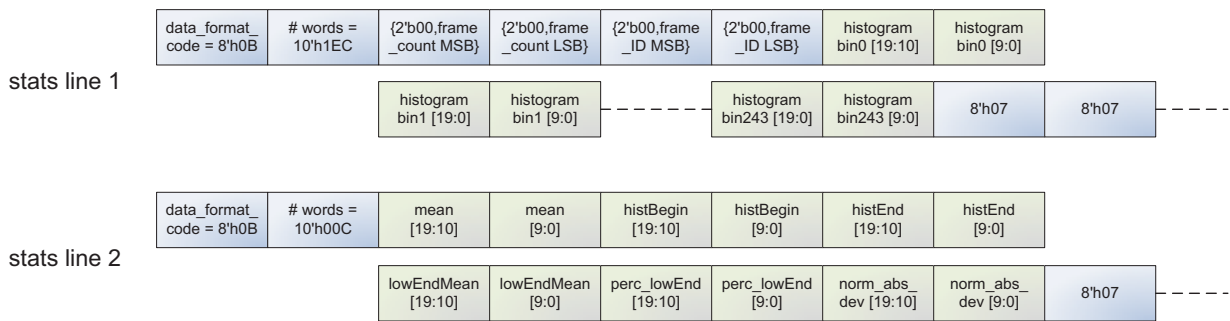 data_format_
code = 8'h0B
# words =
10'h1EC
{2'b00,frame
_count MSB}
{2'b00,frame
_count LSB}
{2'b00,frame
_ID MSB}
{2'b00,frame
_ID LSB}
histogram
bin0 [19:10]
histogram
bin0 [9:0]
stats line 1
histogram
bin1 [19:0]
histogram
bin1 [9:0]
histogram
bin243 [19:0]
histogram
bin243 [9:0]
8'h07
8'h07
data_format_
code = 8'h0B
# words =
10'h00C
mean
[19:10]
mean
[9:0]
histBegin
[19:10]
histBegin
[9:0]
histEnd
[19:10]
histEnd
[9:0]
stats line 2
lowEndMean
[19:10]
lowEndMean
[9:0]
perc_lowEnd
[19:10]
perc_lowEnd
[9:0]
norm_abs_
dev [19:10]
norm_abs_
dev [9:0]
8'h07